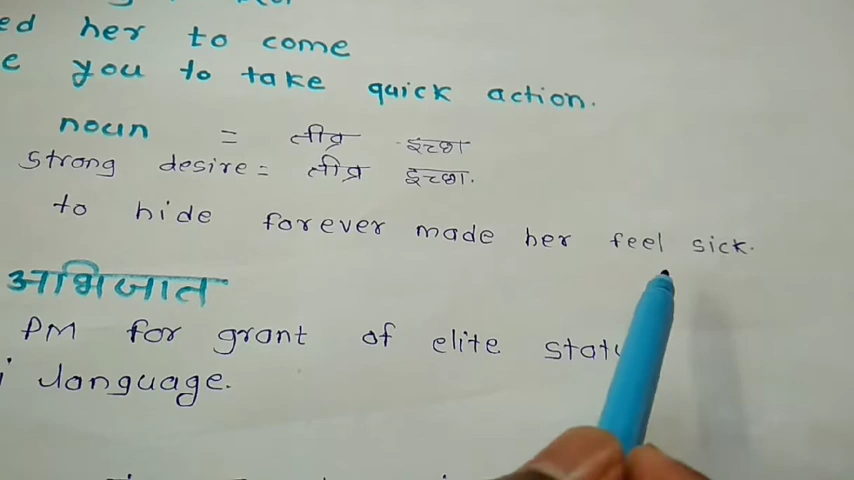 ed her to come
e you to take quick action.
noun = तीव्र इच्छा
strong desire = तीव्र इच्छा.
to hide forever made her feel sick.
अभिजात
PM for grant of elite
i language.